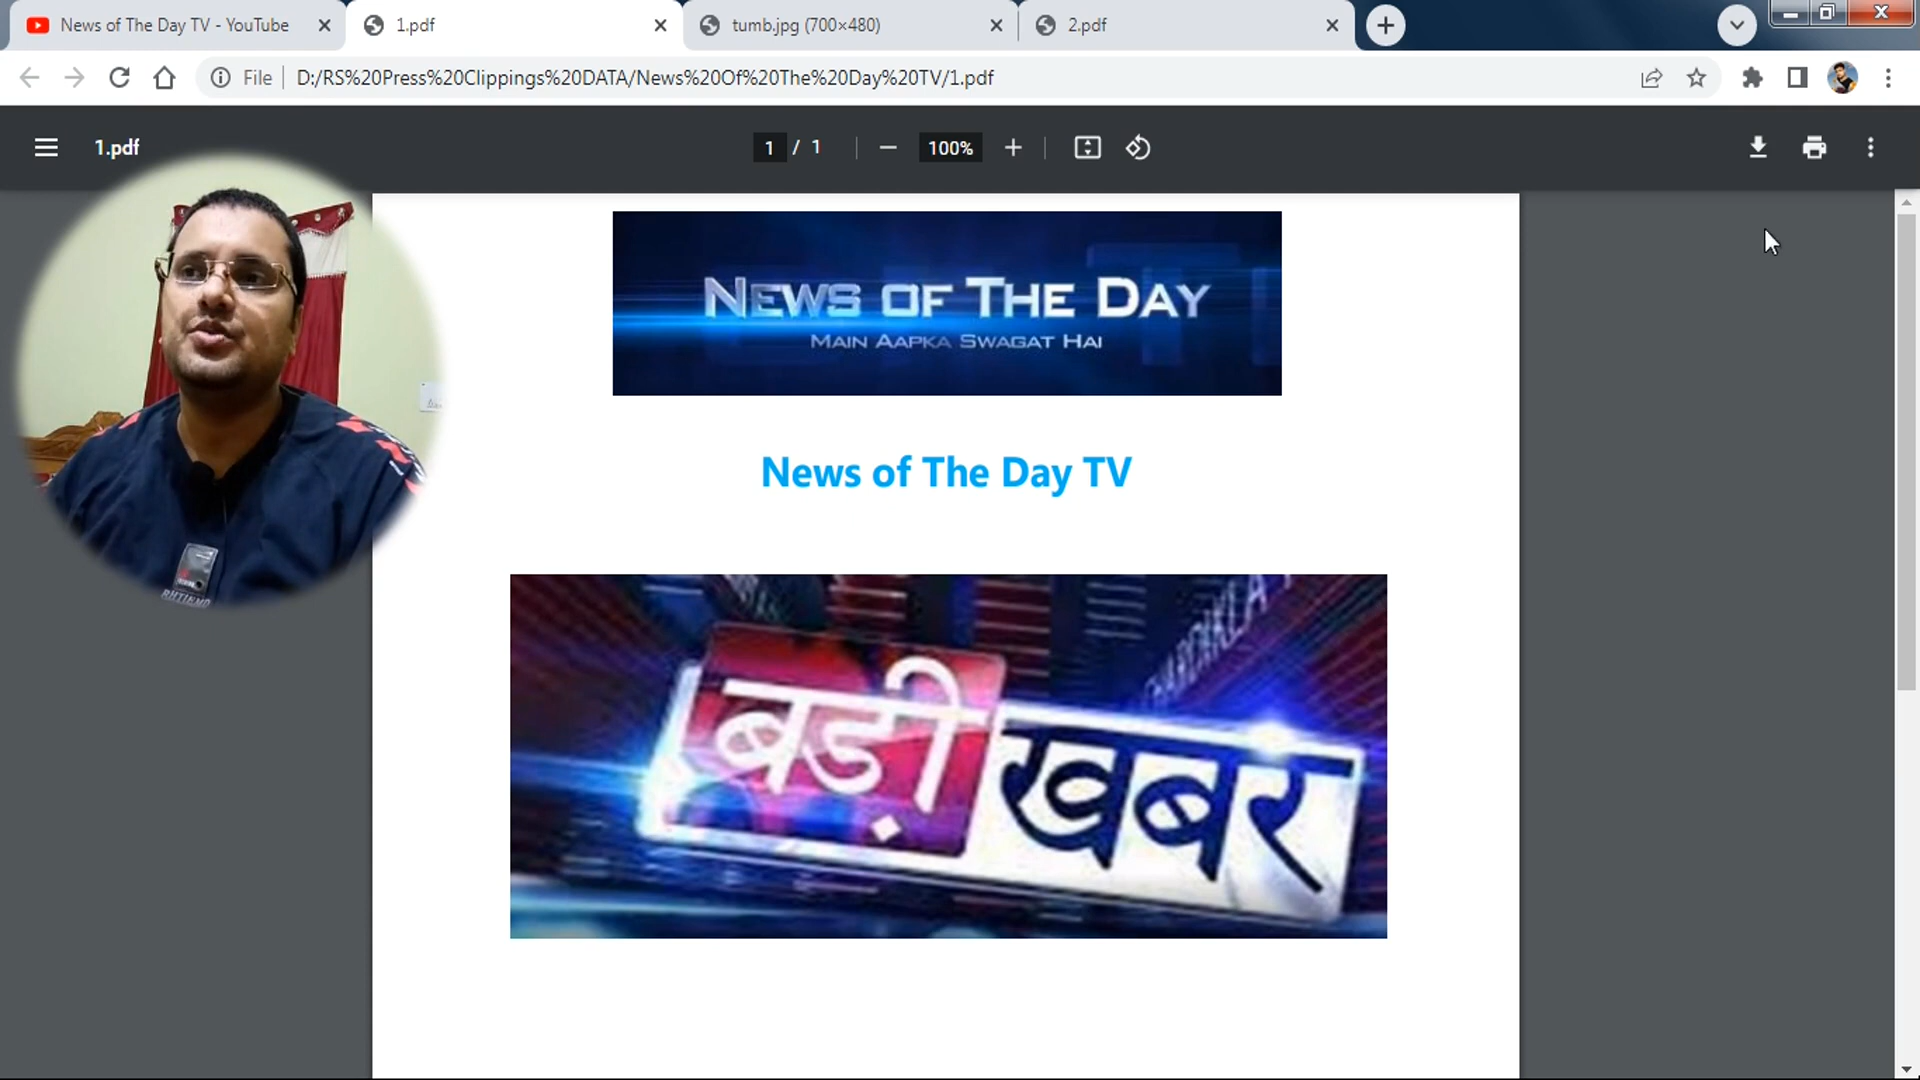 News of The Day TV - YouTube
1.pdf
tumb.jpg (700×480)
2.pdf
File
D:/RS%20Press%20Clippings%20DATA/News%20Of%20The%20Day%20TV/1.pdf
1.pdf
1 / 1
100%
NEWS OF THE DAY
MAIN AAPKA SWAGAT HAI
News of The Day TV
CHARDIKLA
बड़ी खबर